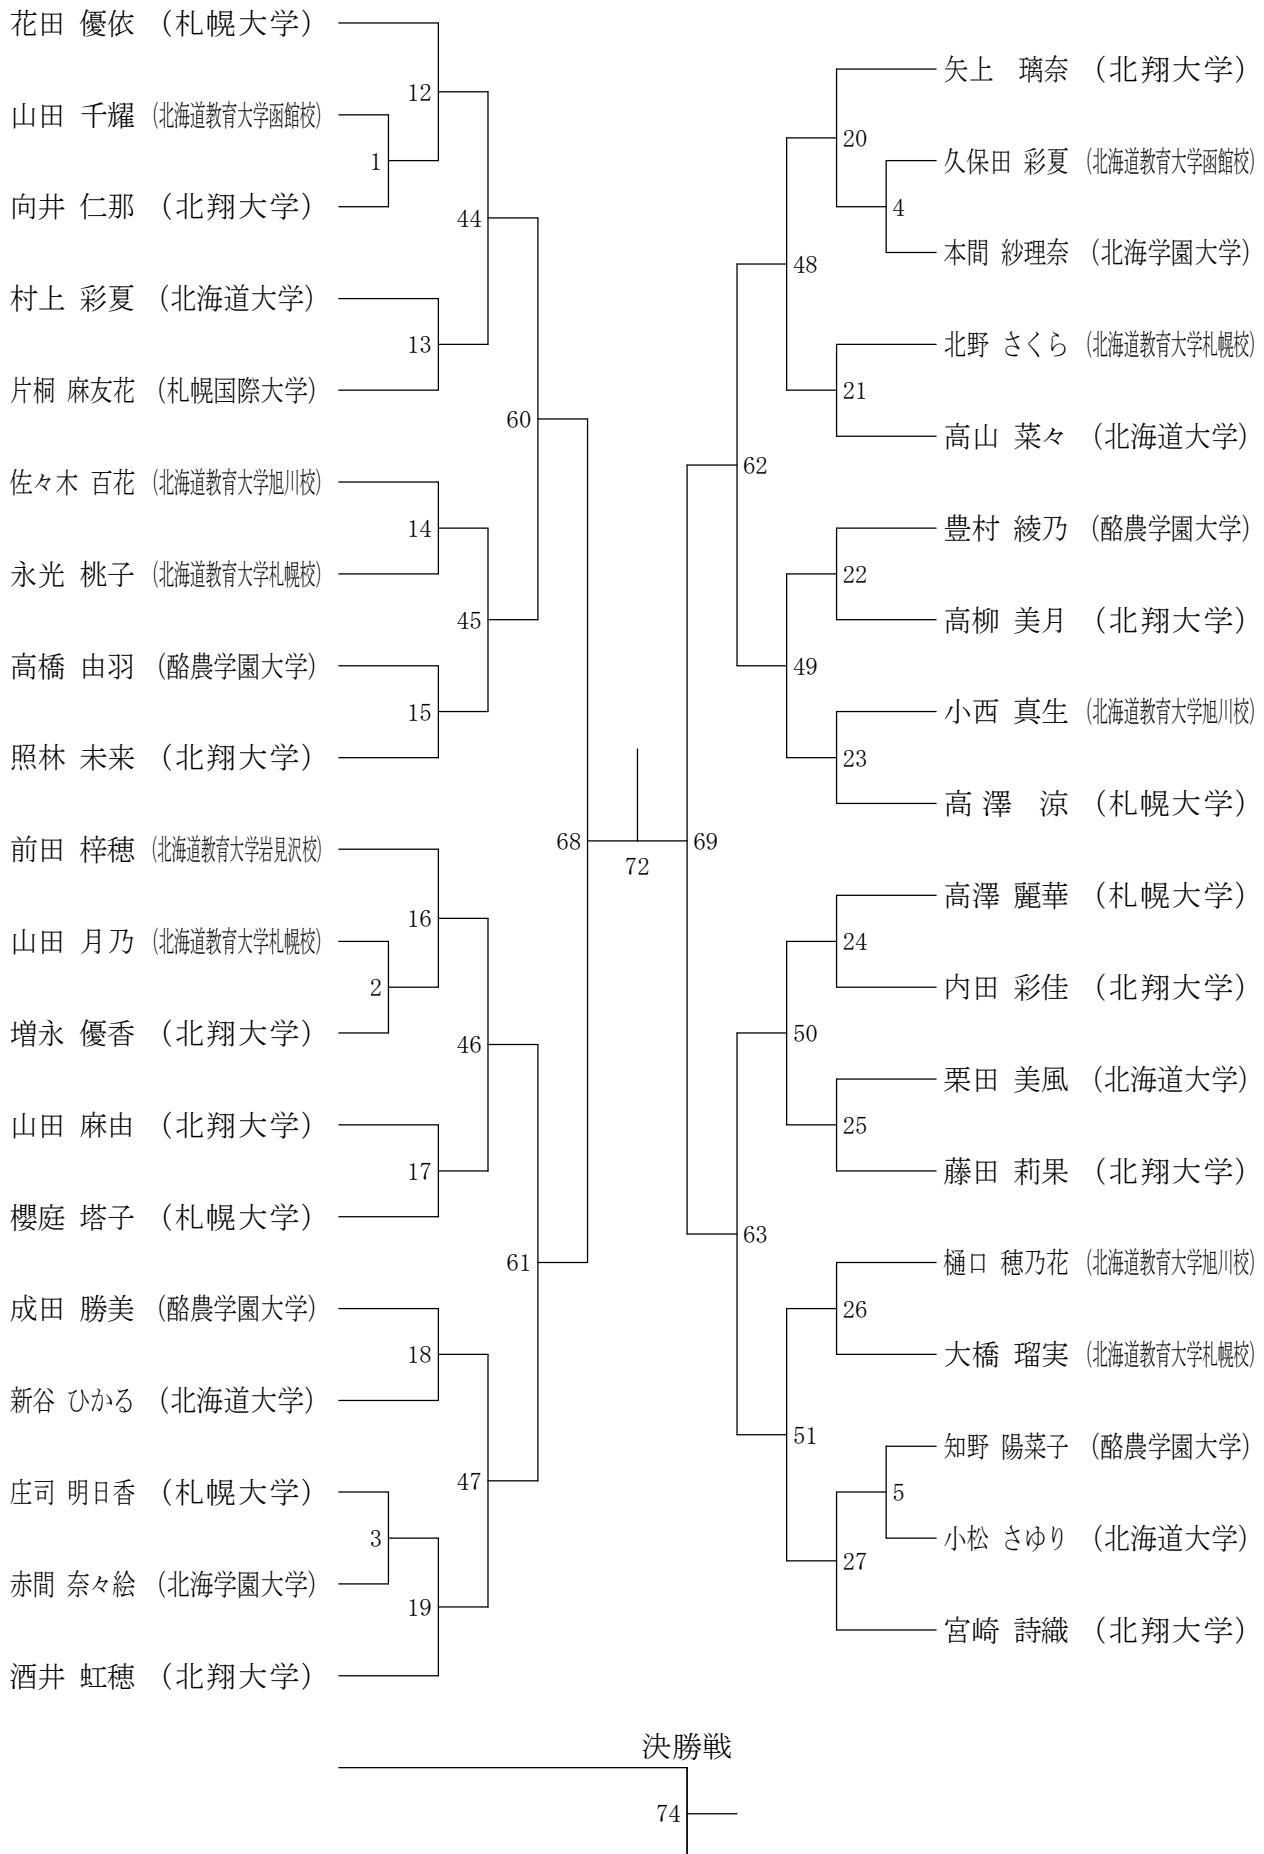 花田 優依 （札幌大学）
山田 千耀 （北海道教育大学函館校）
向井 仁那 （北翔大学）
村上 彩夏 （北海道大学）
片桐 麻友花 （札幌国際大学）
佐々木 百花 （北海道教育大学旭川校）
永光 桃子 （北海道教育大学札幌校）
高橋 由羽 （酪農学園大学）
照林 未来 （北翔大学）
前田 梓穂 （北海道教育大学岩見沢校）
山田 月乃 （北海道教育大学札幌校）
増永 優香 （北翔大学）
山田 麻由 （北翔大学）
櫻庭 塔子 （札幌大学）
成田 勝美 （酪農学園大学）
新谷 ひかる （北海道大学）
庄司 明日香 （札幌大学）
赤間 奈々絵 （北海学園大学）
酒井 虹穂 （北翔大学）
1
2
3
12
13
14
15
16
17
18
19
44
45
46
47
60
61
68
72
69
62
63
48
49
50
51
20
21
22
23
24
25
26
27
4
5
矢上 璃奈 （北翔大学）
久保田 彩夏 （北海道教育大学函館校）
本間 紗理奈 （北海学園大学）
北野 さくら （北海道教育大学札幌校）
高山 菜々 （北海道大学）
豊村 綾乃 （酪農学園大学）
高柳 美月 （北翔大学）
小西 真生 （北海道教育大学旭川校）
高澤 涼 （札幌大学）
高澤 麗華 （札幌大学）
内田 彩佳 （北翔大学）
栗田 美風 （北海道大学）
藤田 莉果 （北翔大学）
樋口 穂乃花 （北海道教育大学旭川校）
大橋 瑠実 （北海道教育大学札幌校）
知野 陽菜子 （酪農学園大学）
小松 さゆり （北海道大学）
宮崎 詩織 （北翔大学）
決勝戦
74